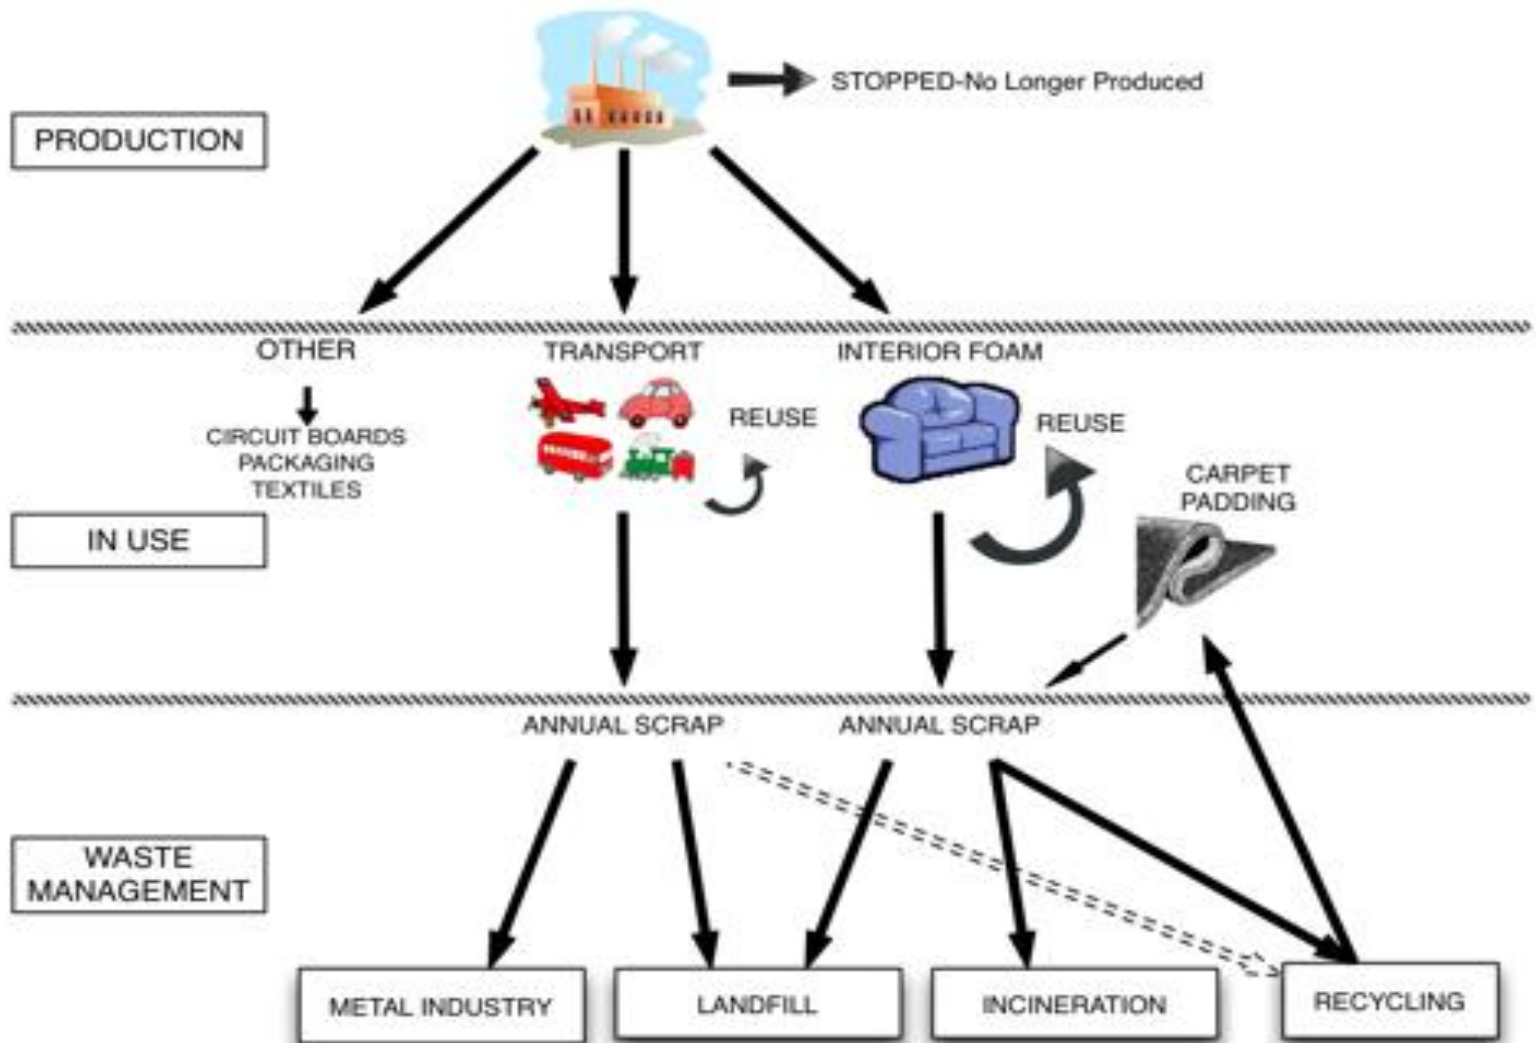 STOPPED-No Longer Produced
PRODUCTION
OTHER
TRANSPORT
INTERIOR FOAM
CIRCUIT BOARDS
PACKAGING
TEXTILES
REUSE
REUSE
CARPET
PADDING
IN USE
ANNUAL SCRAP
ANNUAL SCRAP
WASTE
MANAGEMENT
METAL INDUSTRY
LANDFILL
INCINERATION
RECYCLING